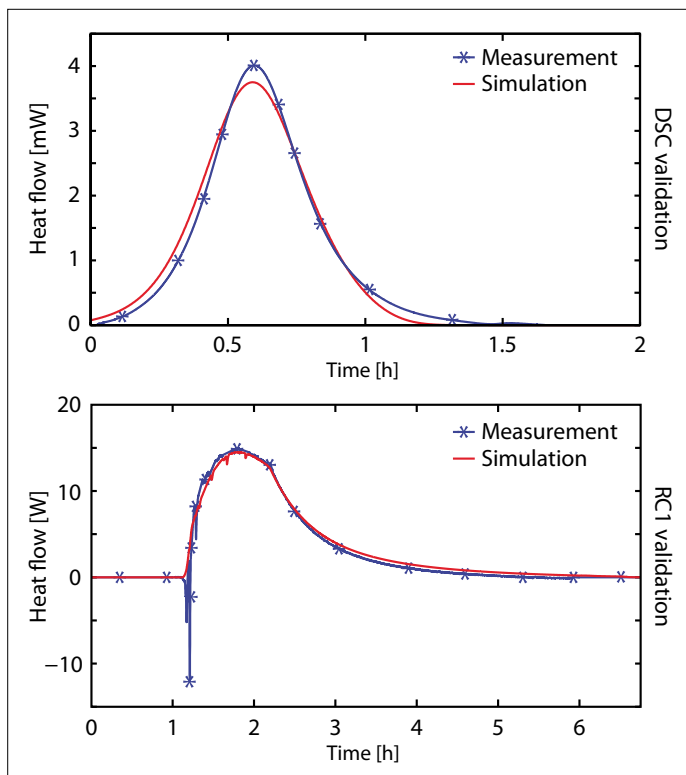 4
3
2
1
0
Heat flow [mW]
Measurement
Simulation
DSC validation
0
0.5
1
1.5
2
Time [h]
20
10
0
−10
Heat flow [W]
Measurement
Simulation
RC1 validation
0
1
2
3
4
5
6
Time [h]